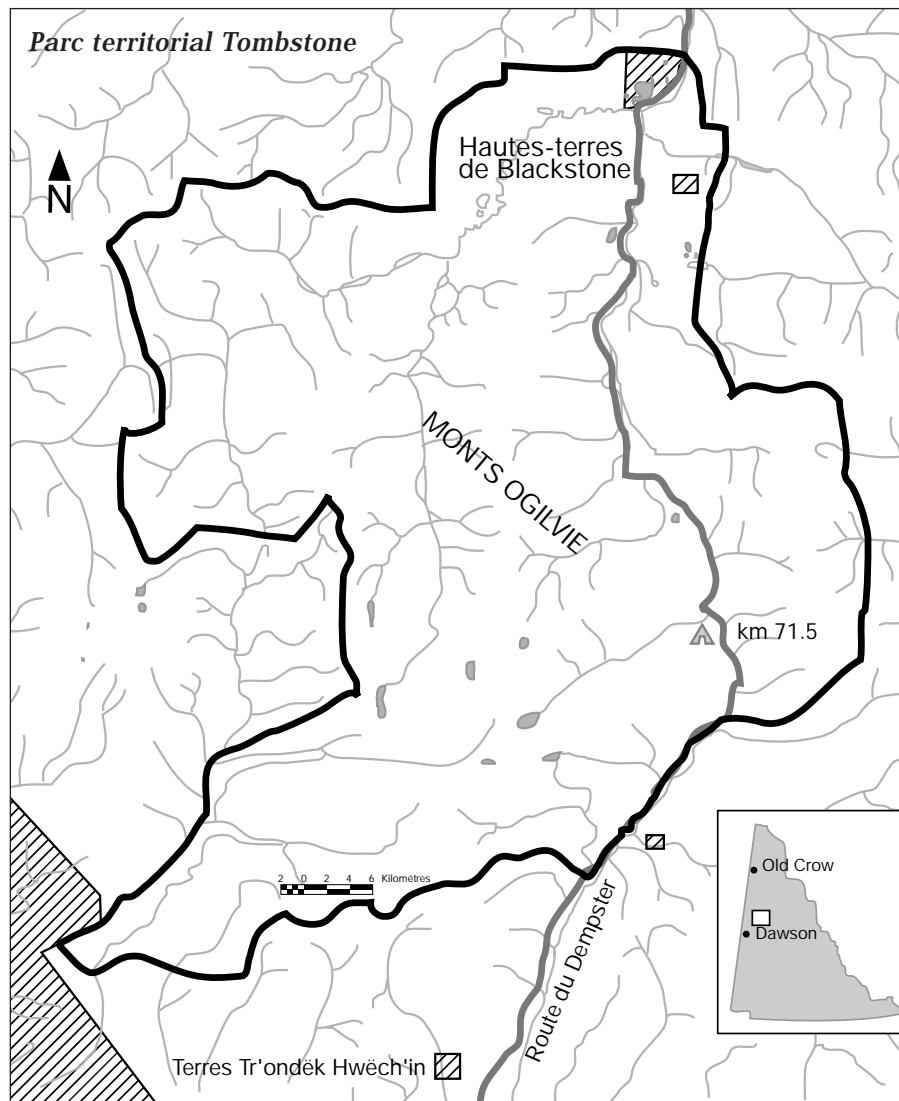 Parc territorial Tombstone
Hautes-terres
de Blackstone
N
MONTS OGILVIE
km 71.5
2 0 2 4 6 Kilométres
Route du Dempster
Old Crow
Dawson
Terres Tr'ondëk Hwëch'in